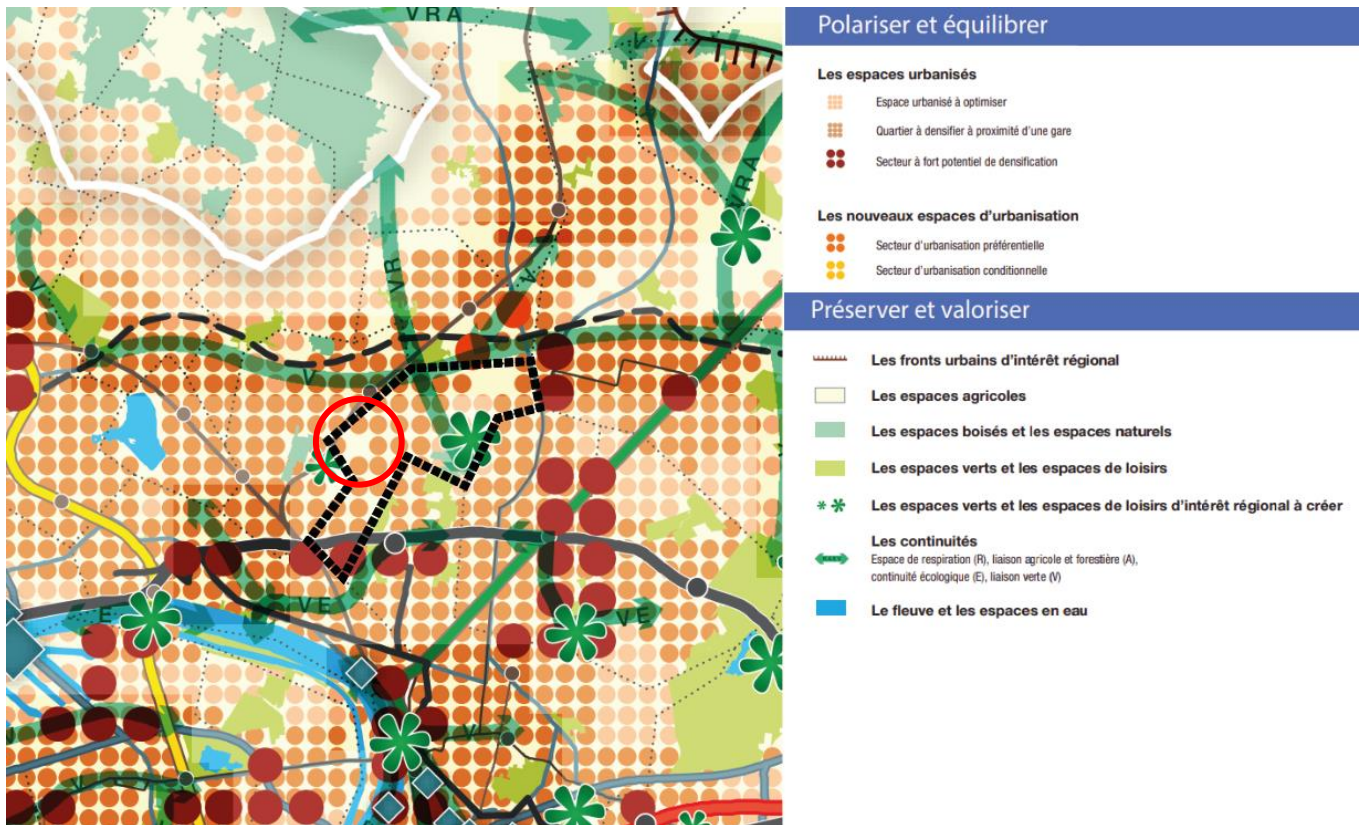 VRA
V
VRA
VR
A
V
V
VE
E
VE
V
V
V
Polariser et équilibrer
Les espaces urbanisés
Espace urbanisé à optimiser
Quartier à densifier à proximité d'une gare
Secteur à fort potentiel de densification
Les nouveaux espaces d'urbanisation
Secteur d'urbanisation préférentielle
Secteur d'urbanisation conditionnelle
Préserver et valoriser
Les fronts urbains d'intérêt régional
Les espaces agricoles
Les espaces boisés et les espaces naturels
Les espaces verts et les espaces de loisirs
Les espaces verts et les espaces de loisirs d'intérêt régional à créer
Les continuités
Espace de respiration (R), liaison agricole et forestière (A),
continuité écologique (E), liaison verte (V)
Le fleuve et les espaces en eau